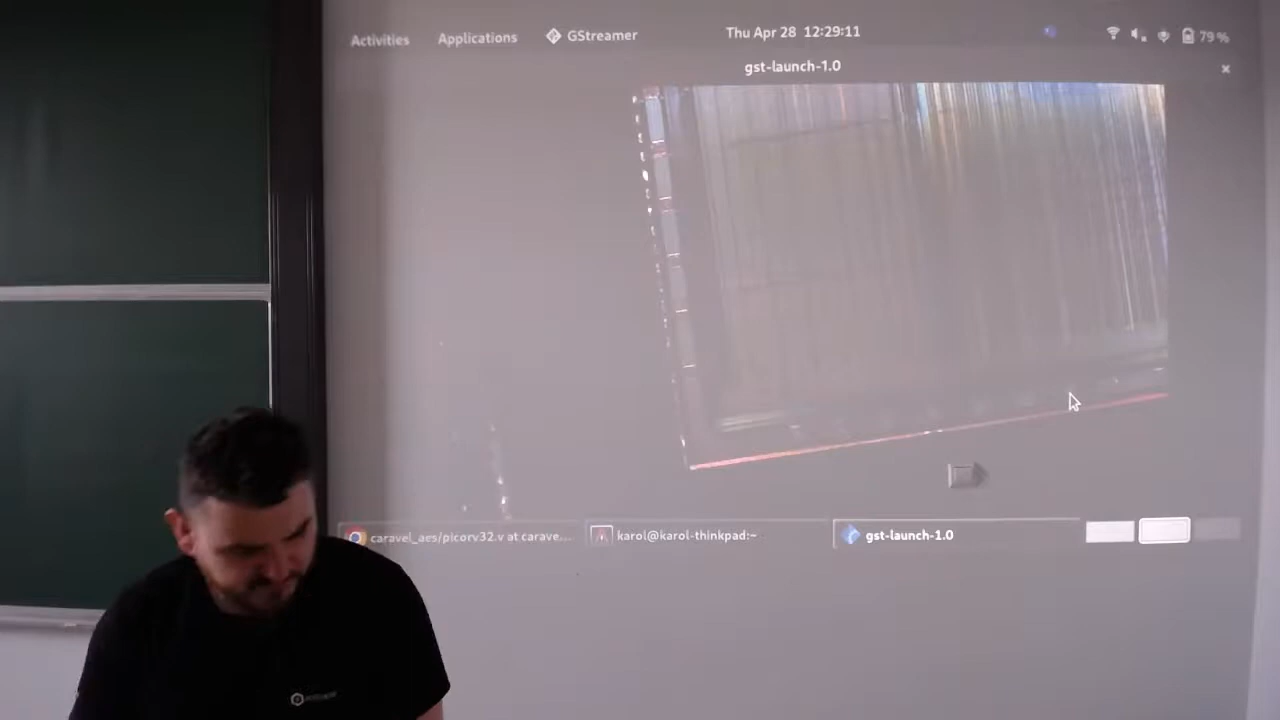 Activities Applications GStreamer Thu Apr 28 12:29:11 79 %
gst-launch-1.0
caravel_aes/picorv32.v at carave... karol@karol-thinkpad:~ gst-launch-1.0